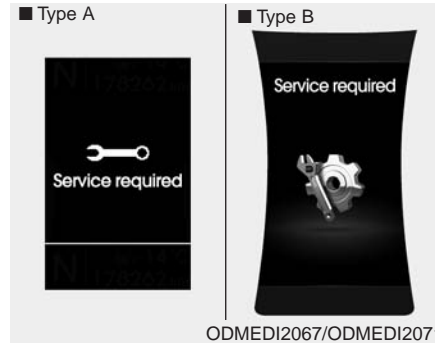 ■ Type A
■ Type B
Service required
Service required
ODMEDI2067/ODMEDI207